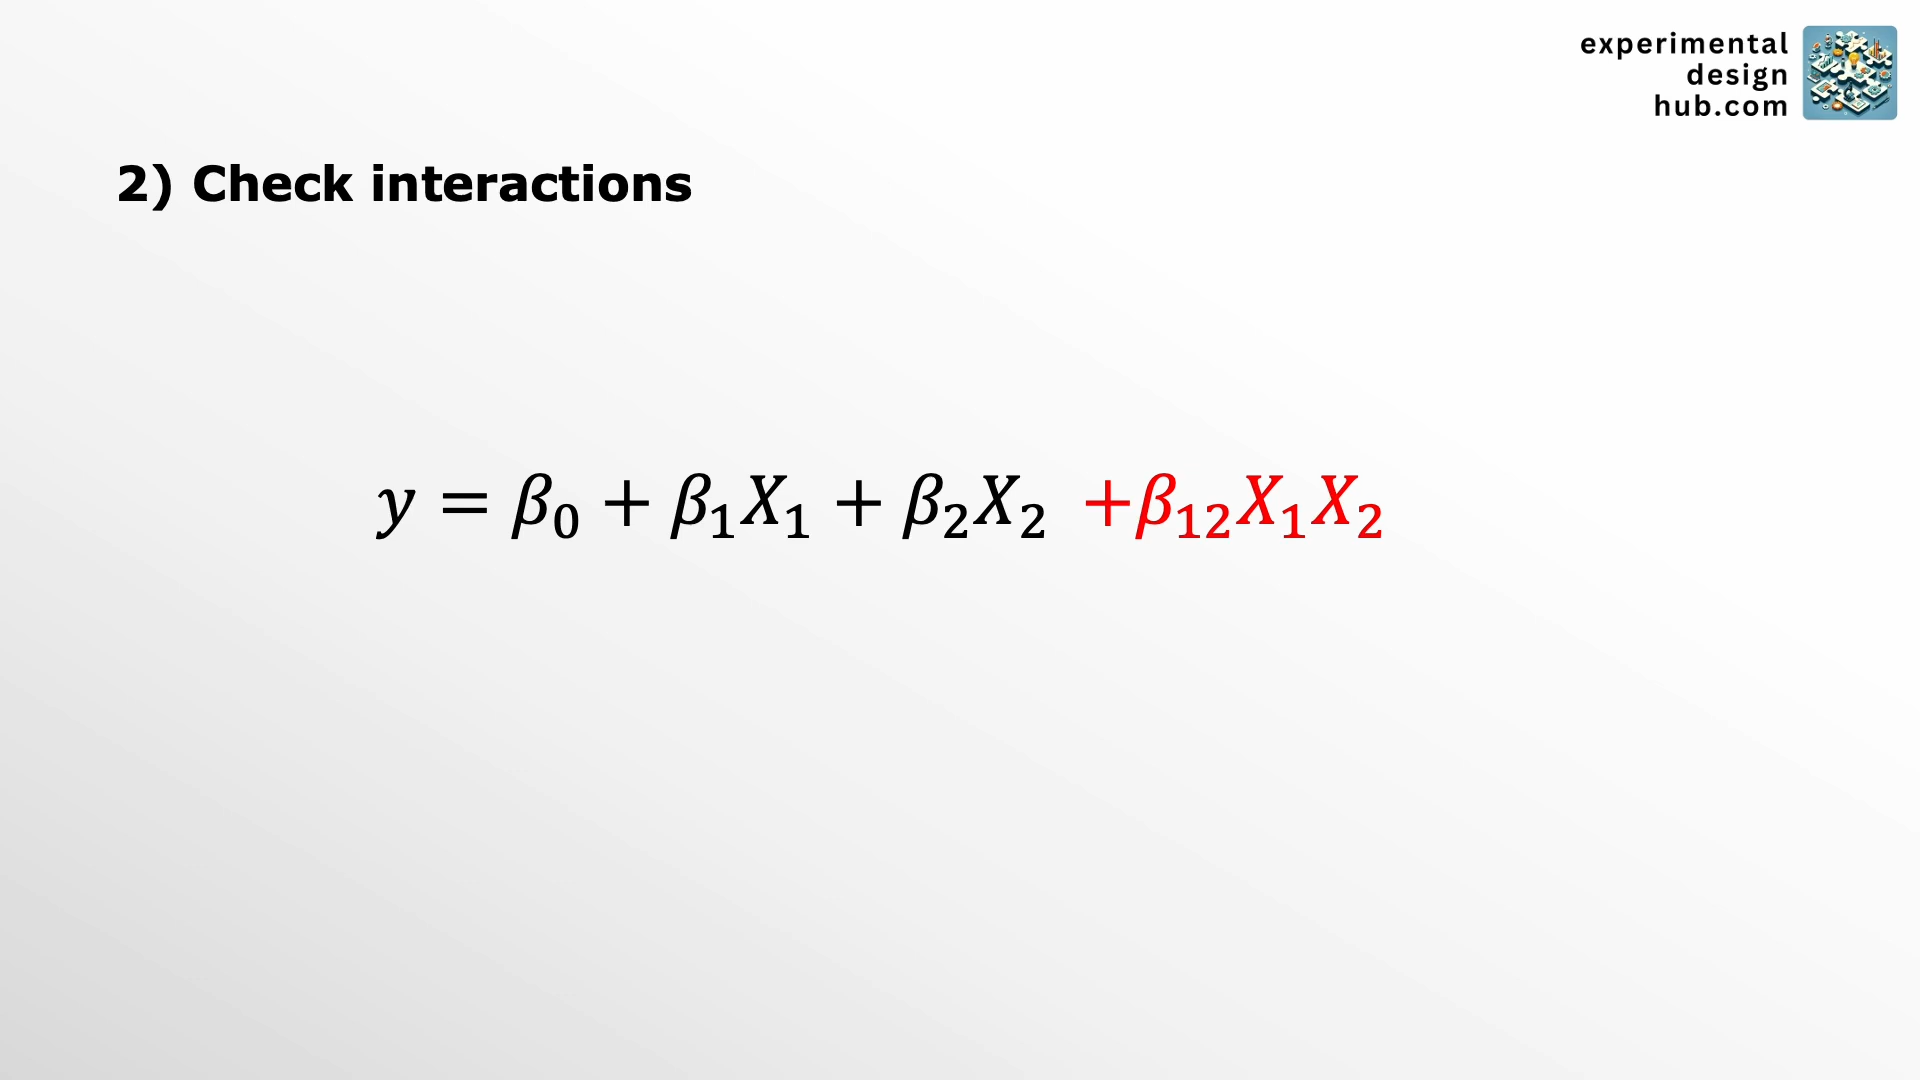 experimental
design
hub.com
2) Check interactions
y = β₀ + β₁X₁ + β₂X₂ +β₁₂X₁X₂